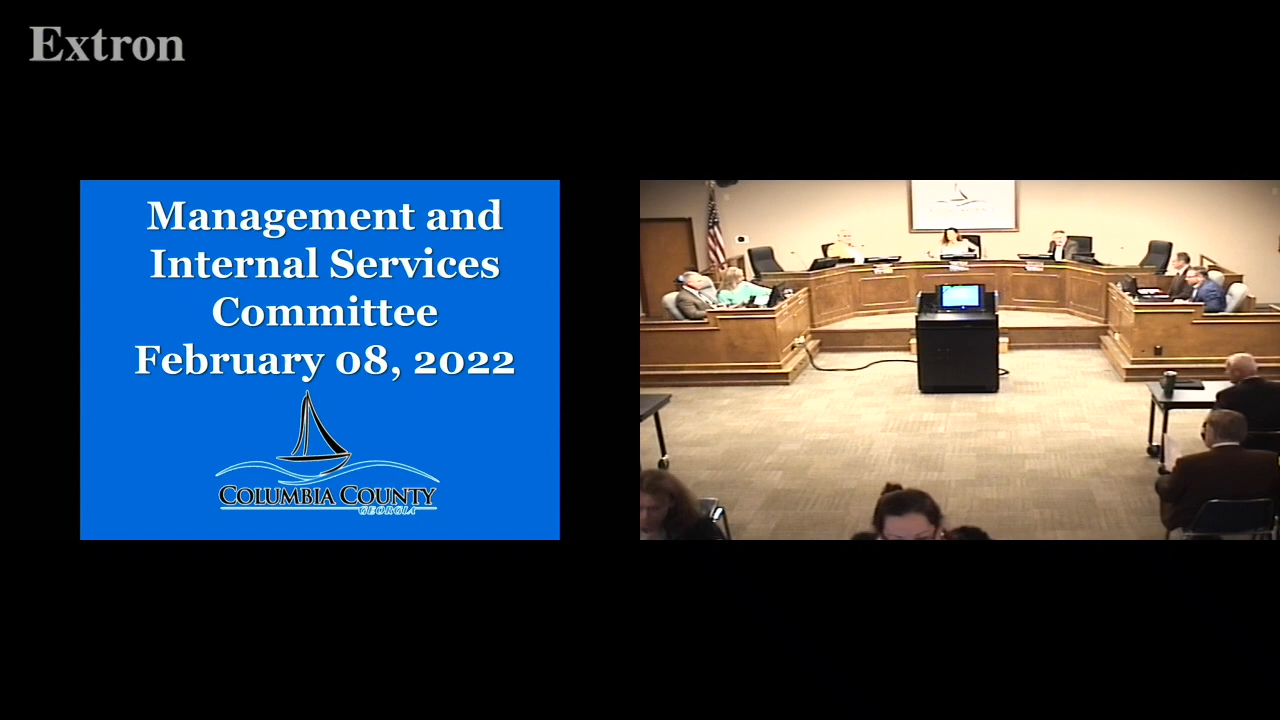 Extron
Management and
Internal Services
Committee
February 08, 2022
COLUMBIA COUNTY
GEORGIA